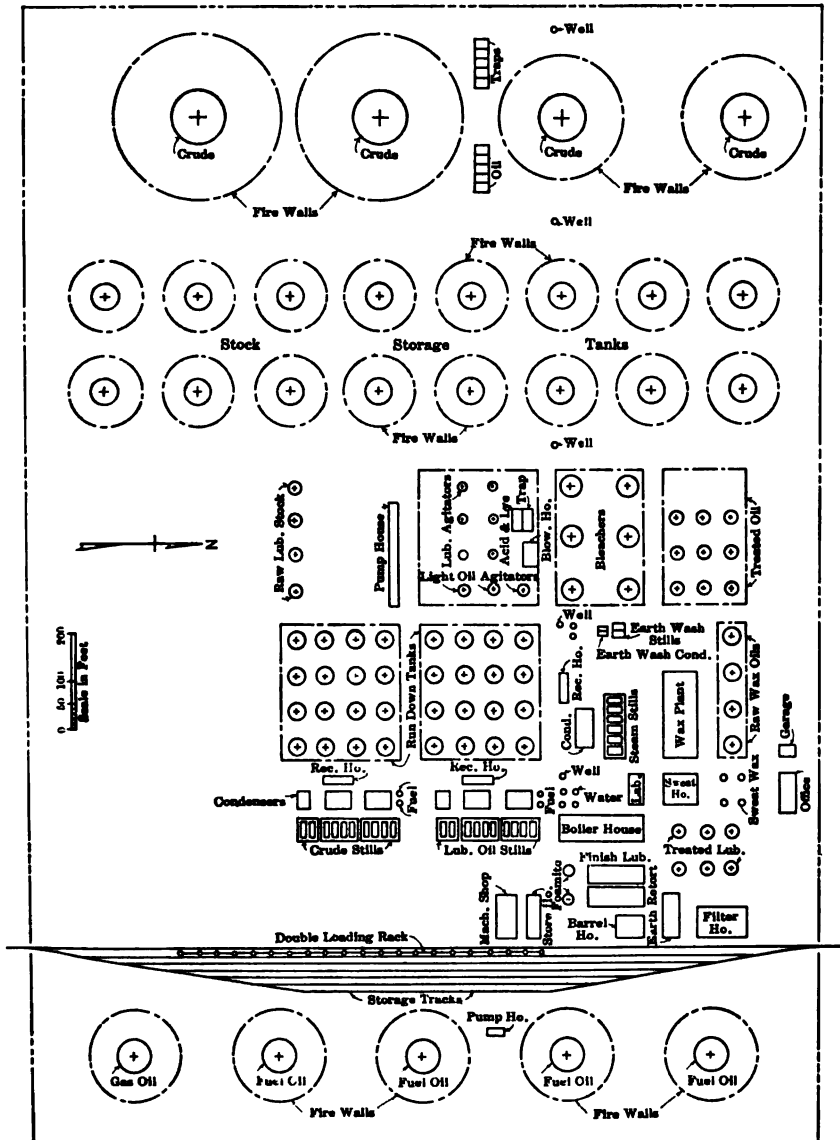 Well
Traps
Crude
Crude
Crude
Crude
Oil
Fire Walls
Fire Walls
Well
Fire Walls
Stock Storage Tanks
Fire Walls
Well
Raw Lub. Stock
Pump House
Lub. Agitators
Acid & Lye
Trap
Blow. Ho.
Bleachers
Treated Oil
Light Oil Agitators
N
Scale in Feet
0 50 100 200
Run Down Tanks
Well
Earth Wash Stills
Earth Wash Cond.
Rec. Ho.
Cond.
Steam Stills
Wax Plant
Raw Wax Oils
Garage
Rec. Ho.
Rec. Ho.
Well
Condensers
Fuel
Fuel
Water
Lab.
Sweat Ho.
Sweet Wax
Office
Crude Stills
Lub. Oil Stills
Boiler House
Treated Lub.
Finish Lub.
Foamite
Mach. Shop
Store Ho.
Barrel Ho.
Earth Retort
Filter Ho.
Double Loading Rack
Storage Tracks
Pump Ho.
Gas Oil
Fuel Oil
Fuel Oil
Fuel Oil
Fuel Oil
Fire Walls
Fire Walls